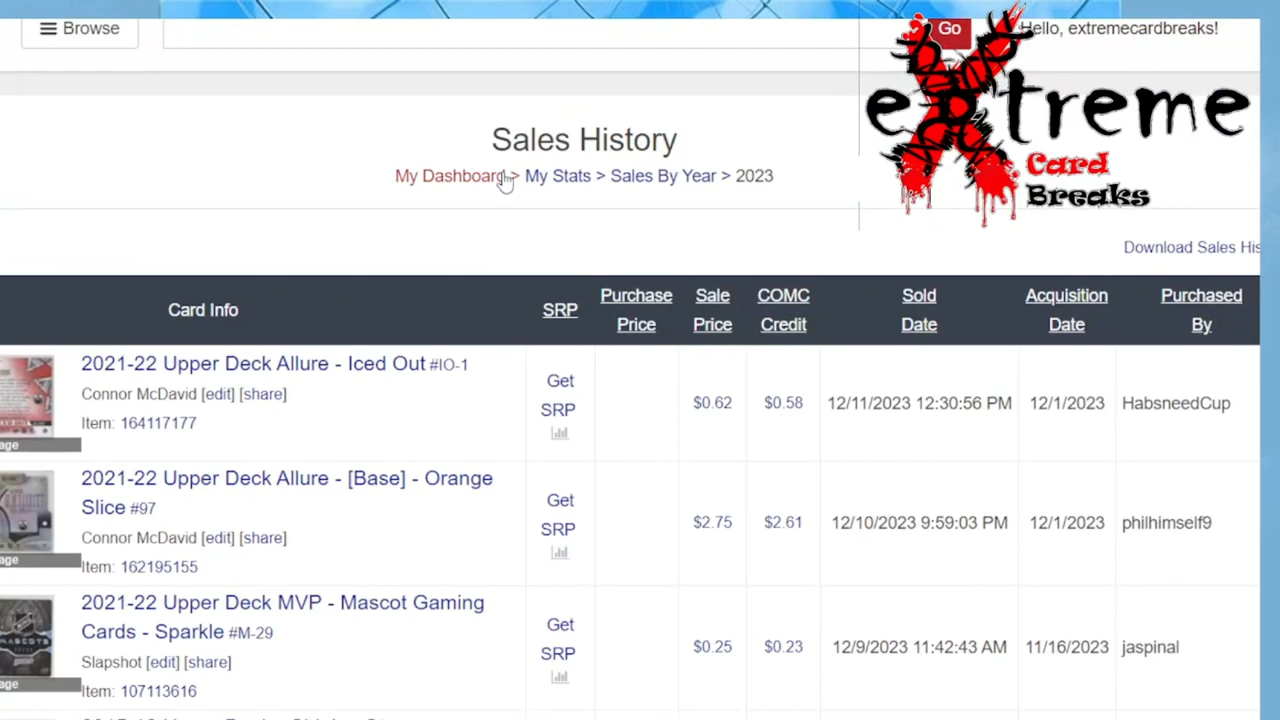 Browse
Go
Hello, extremecardbreaks!
extreme
Card
Breaks
Sales History
My Dashboard > My Stats > Sales By Year > 2023
Download Sales His
Card Info
SRP
Purchase Price
Sale Price
COMC Credit
Sold Date
Acquisition Date
Purchased By
2021-22 Upper Deck Allure - Iced Out #IO-1
Connor McDavid [edit] [share]
Item: 164117177
age
Get
SRP
$0.62
$0.58
12/11/2023 12:30:56 PM
12/1/2023
HabsneedCup
2021-22 Upper Deck Allure - [Base] - Orange
Slice #97
Connor McDavid [edit] [share]
Item: 162195155
age
Get
SRP
$2.75
$2.61
12/10/2023 9:59:03 PM
12/1/2023
philhimself9
2021-22 Upper Deck MVP - Mascot Gaming
Cards - Sparkle #M-29
Slapshot [edit] [share]
Item: 107113616
MASCOTS
age
Get
SRP
$0.25
$0.23
12/9/2023 11:42:43 AM
11/16/2023
jaspinal